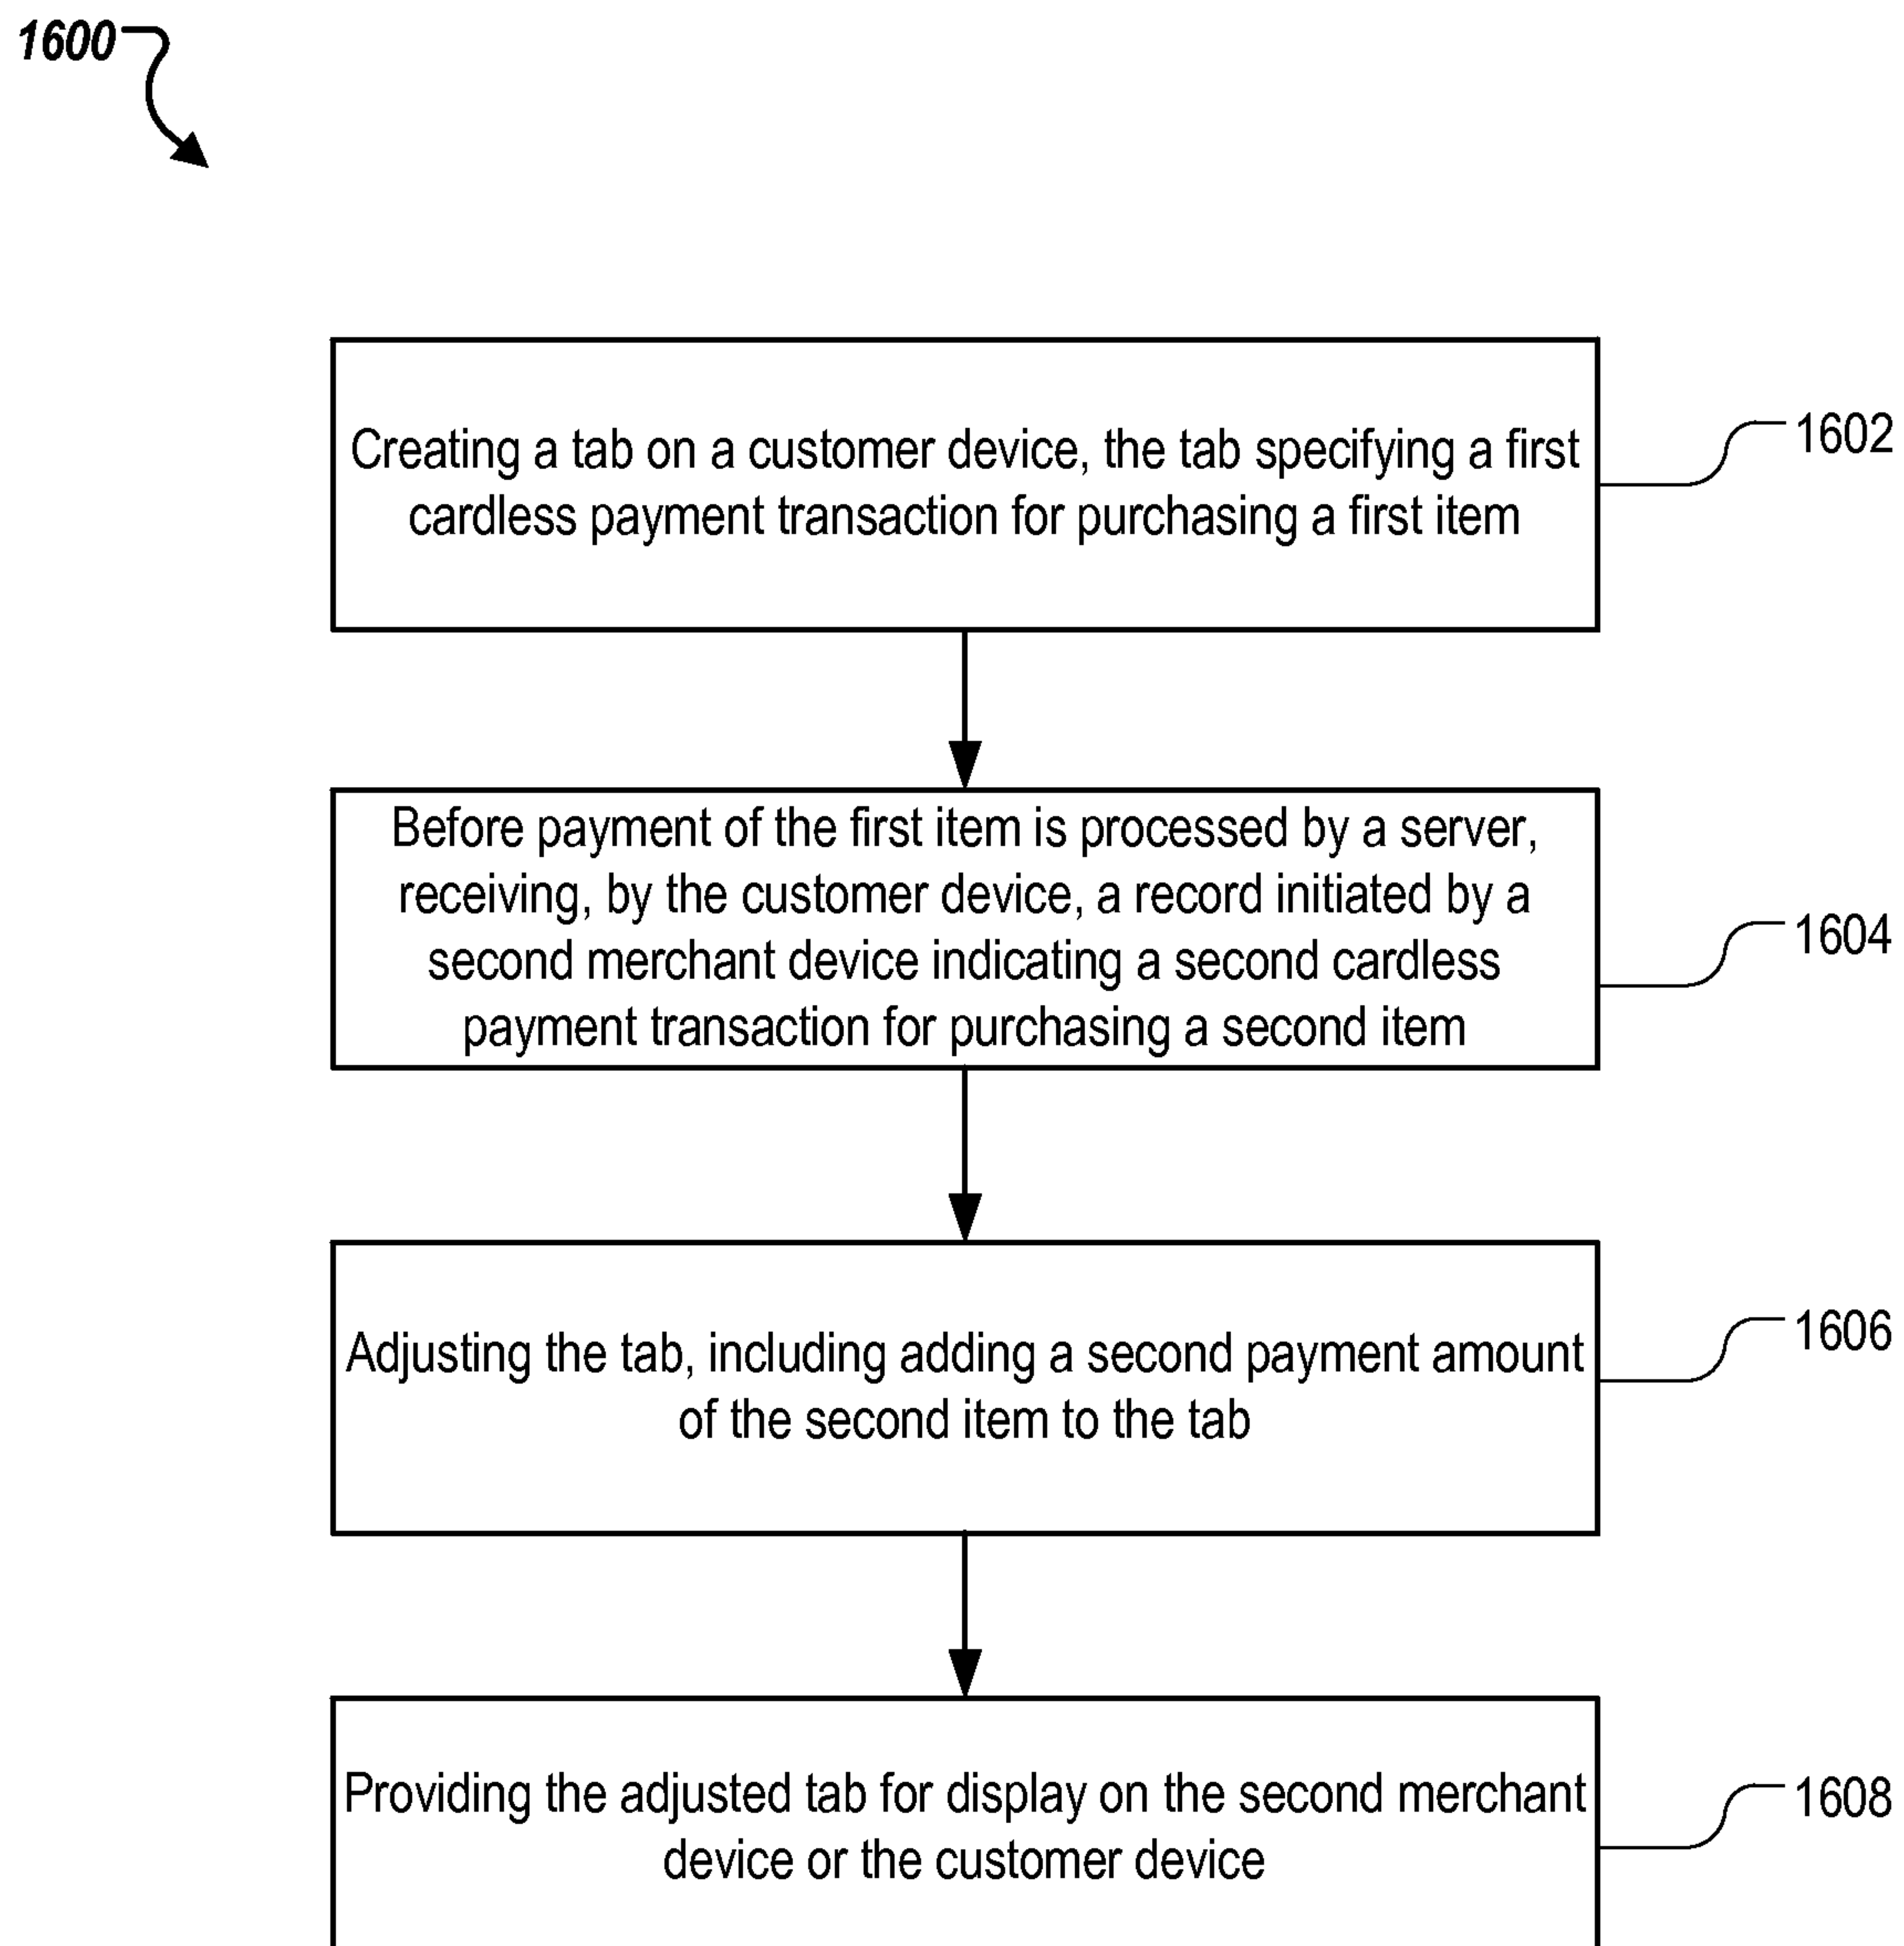 1600
Creating a tab on a customer device, the tab specifying a first
cardless payment transaction for purchasing a first item
1602
Before payment of the first item is processed by a server,
receiving, by the customer device, a record initiated by a
second merchant device indicating a second cardless
payment transaction for purchasing a second item
1604
Adjusting the tab, including adding a second payment amount
of the second item to the tab
1606
Providing the adjusted tab for display on the second merchant
device or the customer device
1608